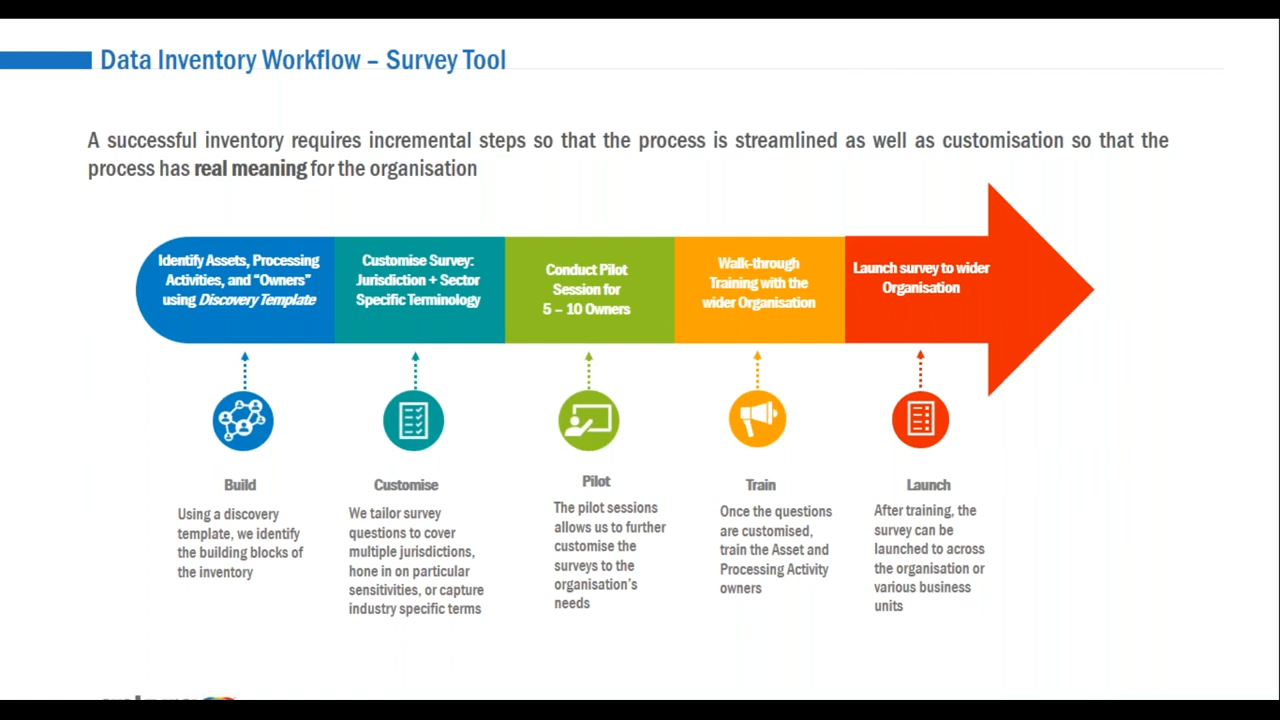 Data Inventory Workflow – Survey Tool
A successful inventory requires incremental steps so that the process is streamlined as well as customisation so that the
process has real meaning for the organisation
Identify Assets, Processing
Activities, and “Owners”
using Discovery Template
Customise Survey:
Jurisdiction + Sector
Specific Terminology
Conduct Pilot
Session for
5 – 10 Owners
Walk-through
Training with the
wider Organisation
Launch survey to wider
Organisation
Build
Using a discovery
template, we identify
the building blocks of
the inventory
Customise
We tailor survey
questions to cover
multiple jurisdictions,
hone in on particular
sensitivities, or capture
industry specific terms
Pilot
The pilot sessions
allows us to further
customise the
surveys to the
organisation’s
needs
Train
Once the questions
are customised,
train the Asset and
Processing Activity
owners
Launch
After training, the
survey can be
launched to across
the organisation or
various business
units